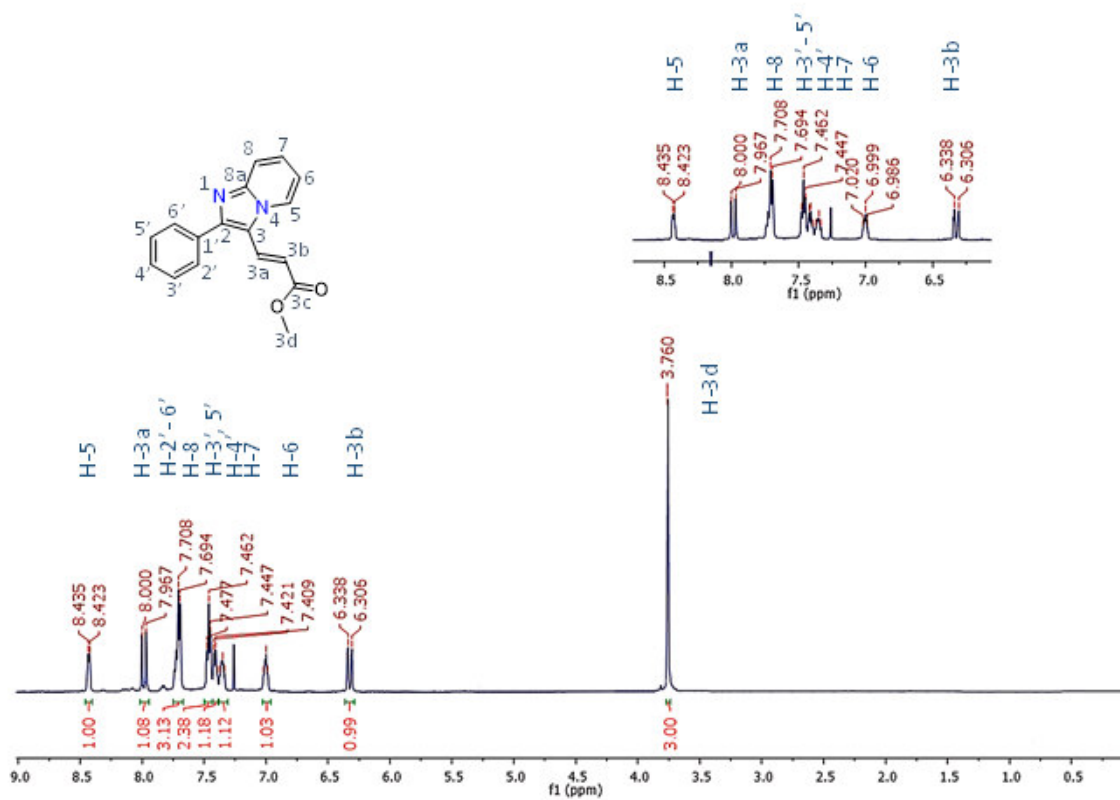 H-5
H-3a
H-8
H-3'- 5'
H-4'
H-7
H-6
H-3b
8.435
8.423
8.000
7.967
7.708
7.694
7.462
7.447
7.020
6.999
6.986
6.338
6.306
8.5 8.0 7.5 7.0 6.5
f1 (ppm)
8
7
8a
6
1
N
N
4
5
6'
5'
1'
2
3
3b
4'
2'
3'
3a
O
3c
O
3d
H-5
H-3a
H-2'- 6'
H-8
H-3', 5'
H-4'
H-7
H-6
H-3b
H-3d
8.435
8.423
8.000
7.967
7.708
7.694
7.462
7.477
7.447
7.421
7.409
6.338
6.306
3.760
1.00
1.08
3.13
2.38
1.18
1.12
1.03
0.99
3.00
9.0 8.5 8.0 7.5 7.0 6.5 6.0 5.5 5.0 4.5 4.0 3.5 3.0 2.5 2.0 1.5 1.0 0.5
f1 (ppm)